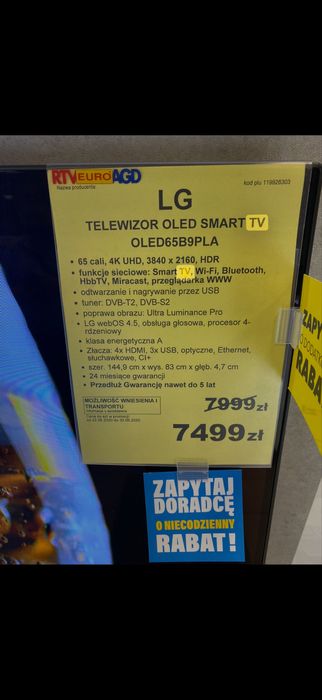 RTV EURO AGD
Nazwa producenta
kod plu 119928303
LG
TELEWIZOR OLED SMART TV
OLED65B9PLA
• 65 cali, 4K UHD, 3840 x 2160, HDR
• funkcje sieciowe: Smart TV, Wi-Fi, Bluetooth,
HbbTV, Miracast, przeglądarka WWW
• odtwarzanie i nagrywanie przez USB
• tuner: DVB-T2, DVB-S2
• poprawa obrazu: Ultra Luminance Pro
• LG webOS 4.5, obsługa głosowa, procesor 4-
rdzeniowy
• klasa energetyczna A
• Złącza: 4x HDMI, 3x USB, optyczne, Ethernet,
słuchawkowe, CI+
• szer. 144,9 cm x wys. 83 cm x głęb. 4,7 cm
• 24 miesiące gwarancji
• Przedłuż Gwarancję nawet do 5 lat
MOŻLIWOŚĆ WNIESIENIA I
TRANSPORTU
7999 zł
7499 zł
ZAPYTAJ
DORADCĘ
O NIECODZIENNY
RABAT!